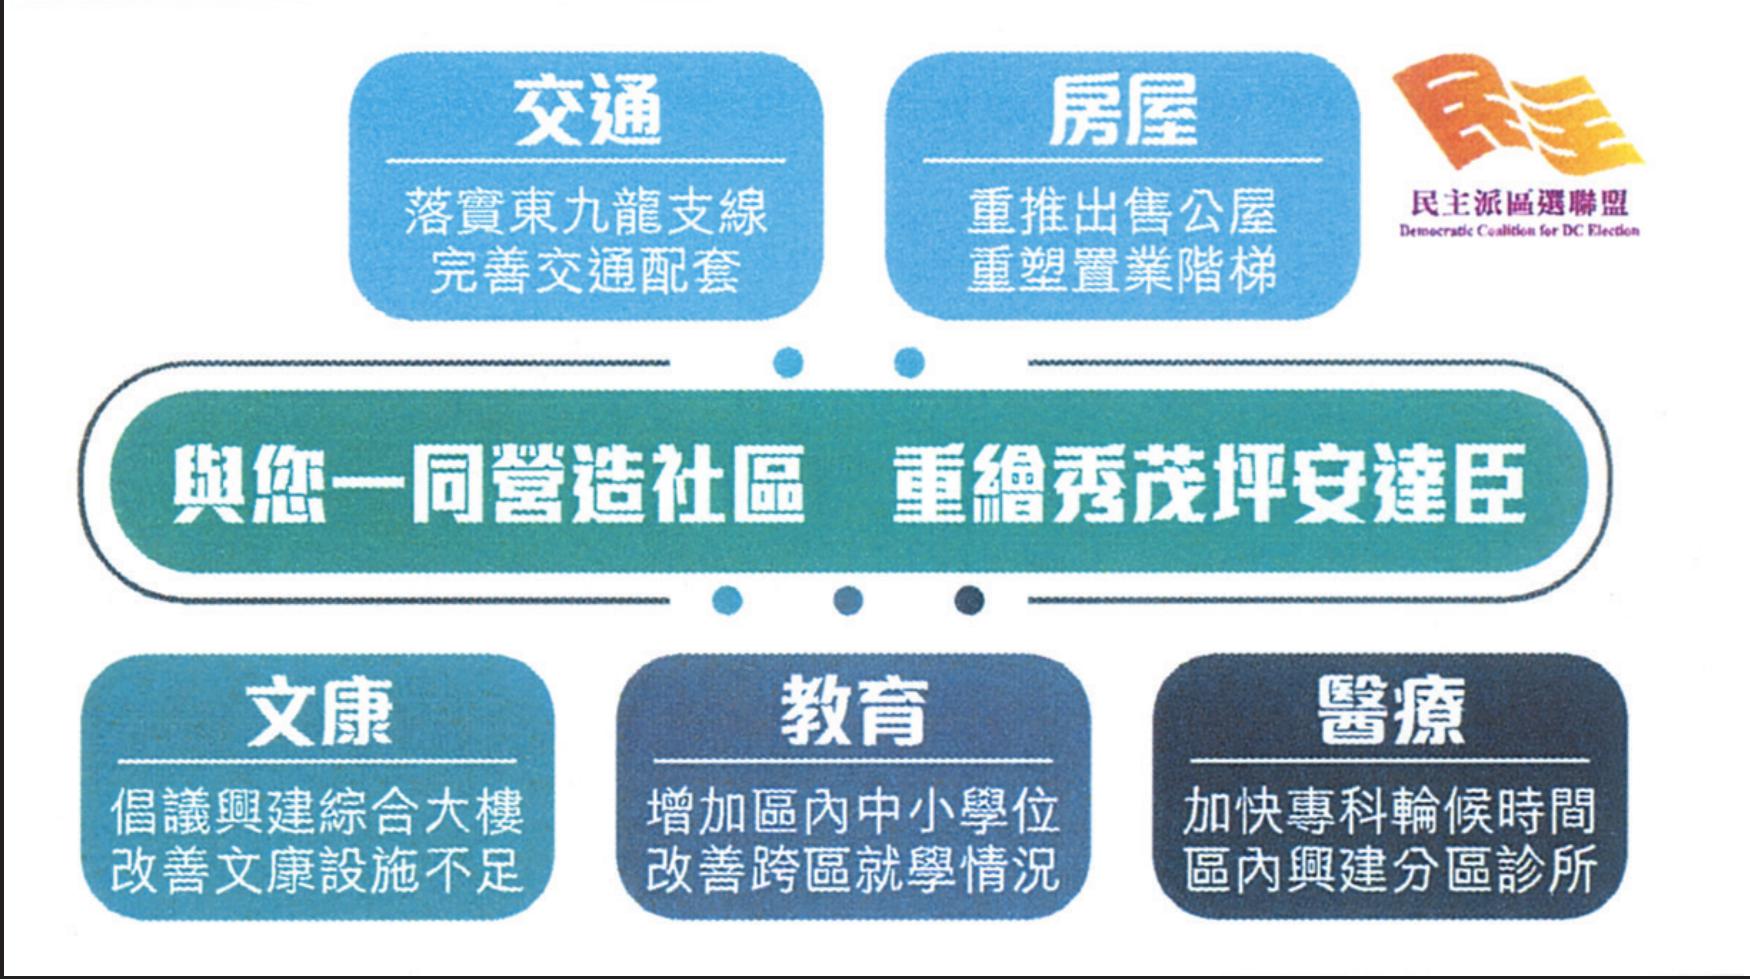 交通
落實東九龍支線
完善交通配套
房屋
重推出售公屋
重塑置業階梯
民主
民主派區選聯盟
Democratic Coalition for DC Election
與您一同營造社區 重繪秀茂坪安達臣
文康
倡議興建綜合大樓
改善文康設施不足
教育
增加區內中小學位
改善跨區就學情況
醫療
加快專科輪候時間
區內興建分區診所